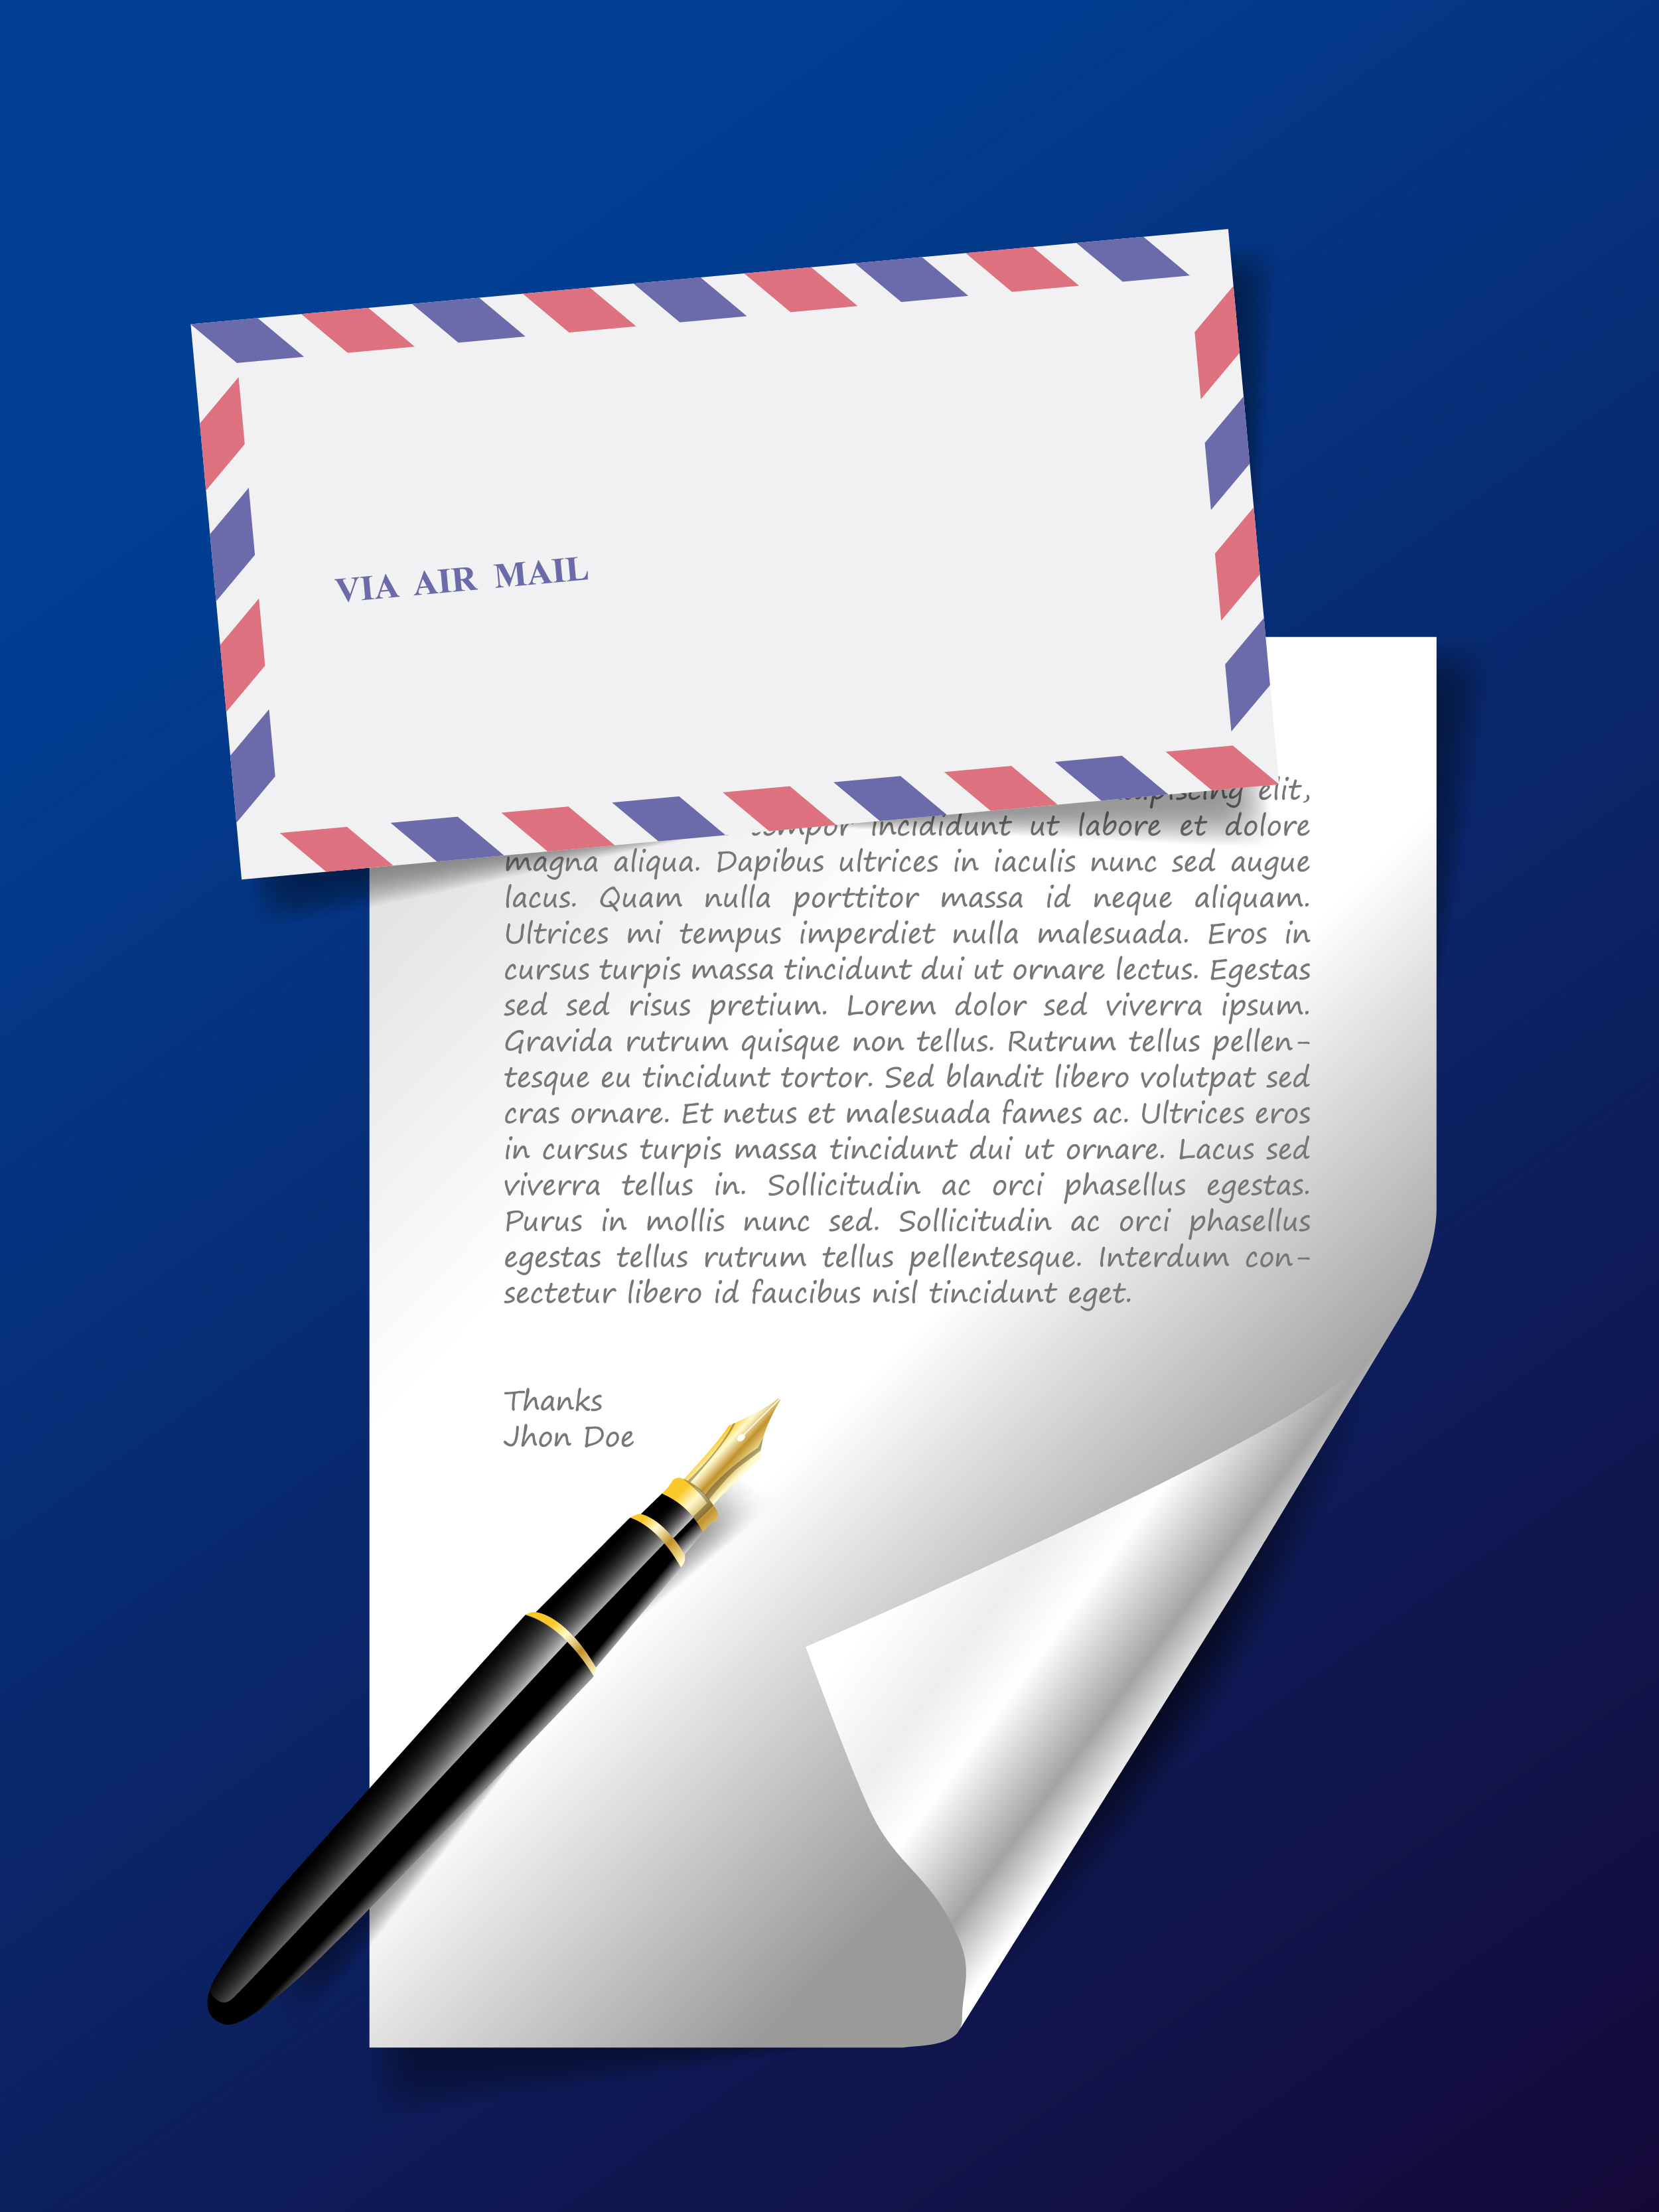 VIA AIR MAIL
elit,
incididunt ut labore et dolore
magna aliqua. Dapibus ultrices in iaculis nunc sed augue
lacus. Quam nulla porttitor massa id neque aliquam.
Ultrices mi tempus imperdiet nulla malesuada. Eros in
cursus turpis massa tincidunt dui ut ornare lectus. Egestas
sed sed risus pretium. Lorem dolor sed viverra ipsum.
Gravida rutrum quisque non tellus. Rutrum tellus pellen-
tesque eu tincidunt tortor. Sed blandit libero volutpat sed
cras ornare. Et netus et malesuada fames ac. Ultrices eros
in cursus turpis massa tincidunt dui ut ornare. Lacus sed
viverra tellus in. Sollicitudin ac orci phasellus egestas.
Purus in mollis nunc sed. Sollicitudin ac orci phasellus
egestas tellus rutrum tellus pellentesque. Interdum con-
sectetur libero id faucibus nisl tincidunt eget.
Thanks
Jhon Doe